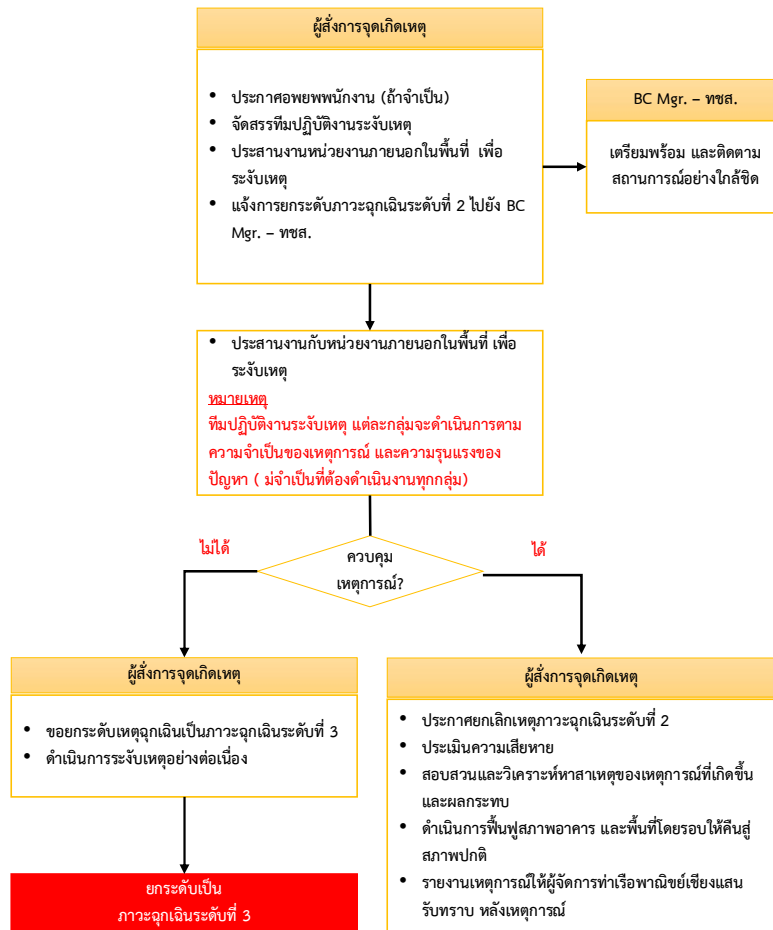 ผู้สั่งการจุดเกิดเหตุ
• ประกาศอพยพพนักงาน (ถ้าจำเป็น)
• จัดสรรทีมปฏิบัติงานระงับเหตุ
• ประสานงานหน่วยงานภายนอกในพื้นที่ เพื่อ
ระงับเหตุ
• แจ้งการยกระดับภาวะฉุกเฉินระดับที่ 2 ไปยัง BC
Mgr. – ทชส.
BC Mgr. – ทชส.
เตรียมพร้อม และติดตาม
สถานการณ์อย่างใกล้ชิด
• ประสานงานกับหน่วยงานภายนอกในพื้นที่ เพื่อ
ระงับเหตุ
หมายเหตุ
ทีมปฏิบัติงานระงับเหตุ แต่ละกลุ่มจะดำเนินการตาม
ความจำเป็นของเหตุการณ์ และความรุนแรงของ
ปัญหา ( ม่จำเป็นที่ต้องดำเนินงานทุกกลุ่ม)
ควบคุม
เหตุการณ์?
ไม่ได้
ได้
ผู้สั่งการจุดเกิดเหตุ
• ขอยกระดับเหตุฉุกเฉินเป็นภาวะฉุกเฉินระดับที่ 3
• ดำเนินการระงับเหตุอย่างต่อเนื่อง
ยกระดับเป็น
ภาวะฉุกเฉินระดับที่ 3
ผู้สั่งการจุดเกิดเหตุ
• ประกาศยกเลิกเหตุภาวะฉุกเฉินระดับที่ 2
• ประเมินความเสียหาย
• สอบสวนและวิเคราะห์หาสาเหตุของเหตุการณ์ที่เกิดขึ้น
และผลกระทบ
• ดำเนินการฟื้นฟูสภาพอาคาร และพื้นที่โดยรอบให้คืนสู่
สภาพปกติ
• รายงานเหตุการณ์ให้ผู้จัดการท่าเรือพาณิชย์เชียงแสน
รับทราบ หลังเหตุการณ์